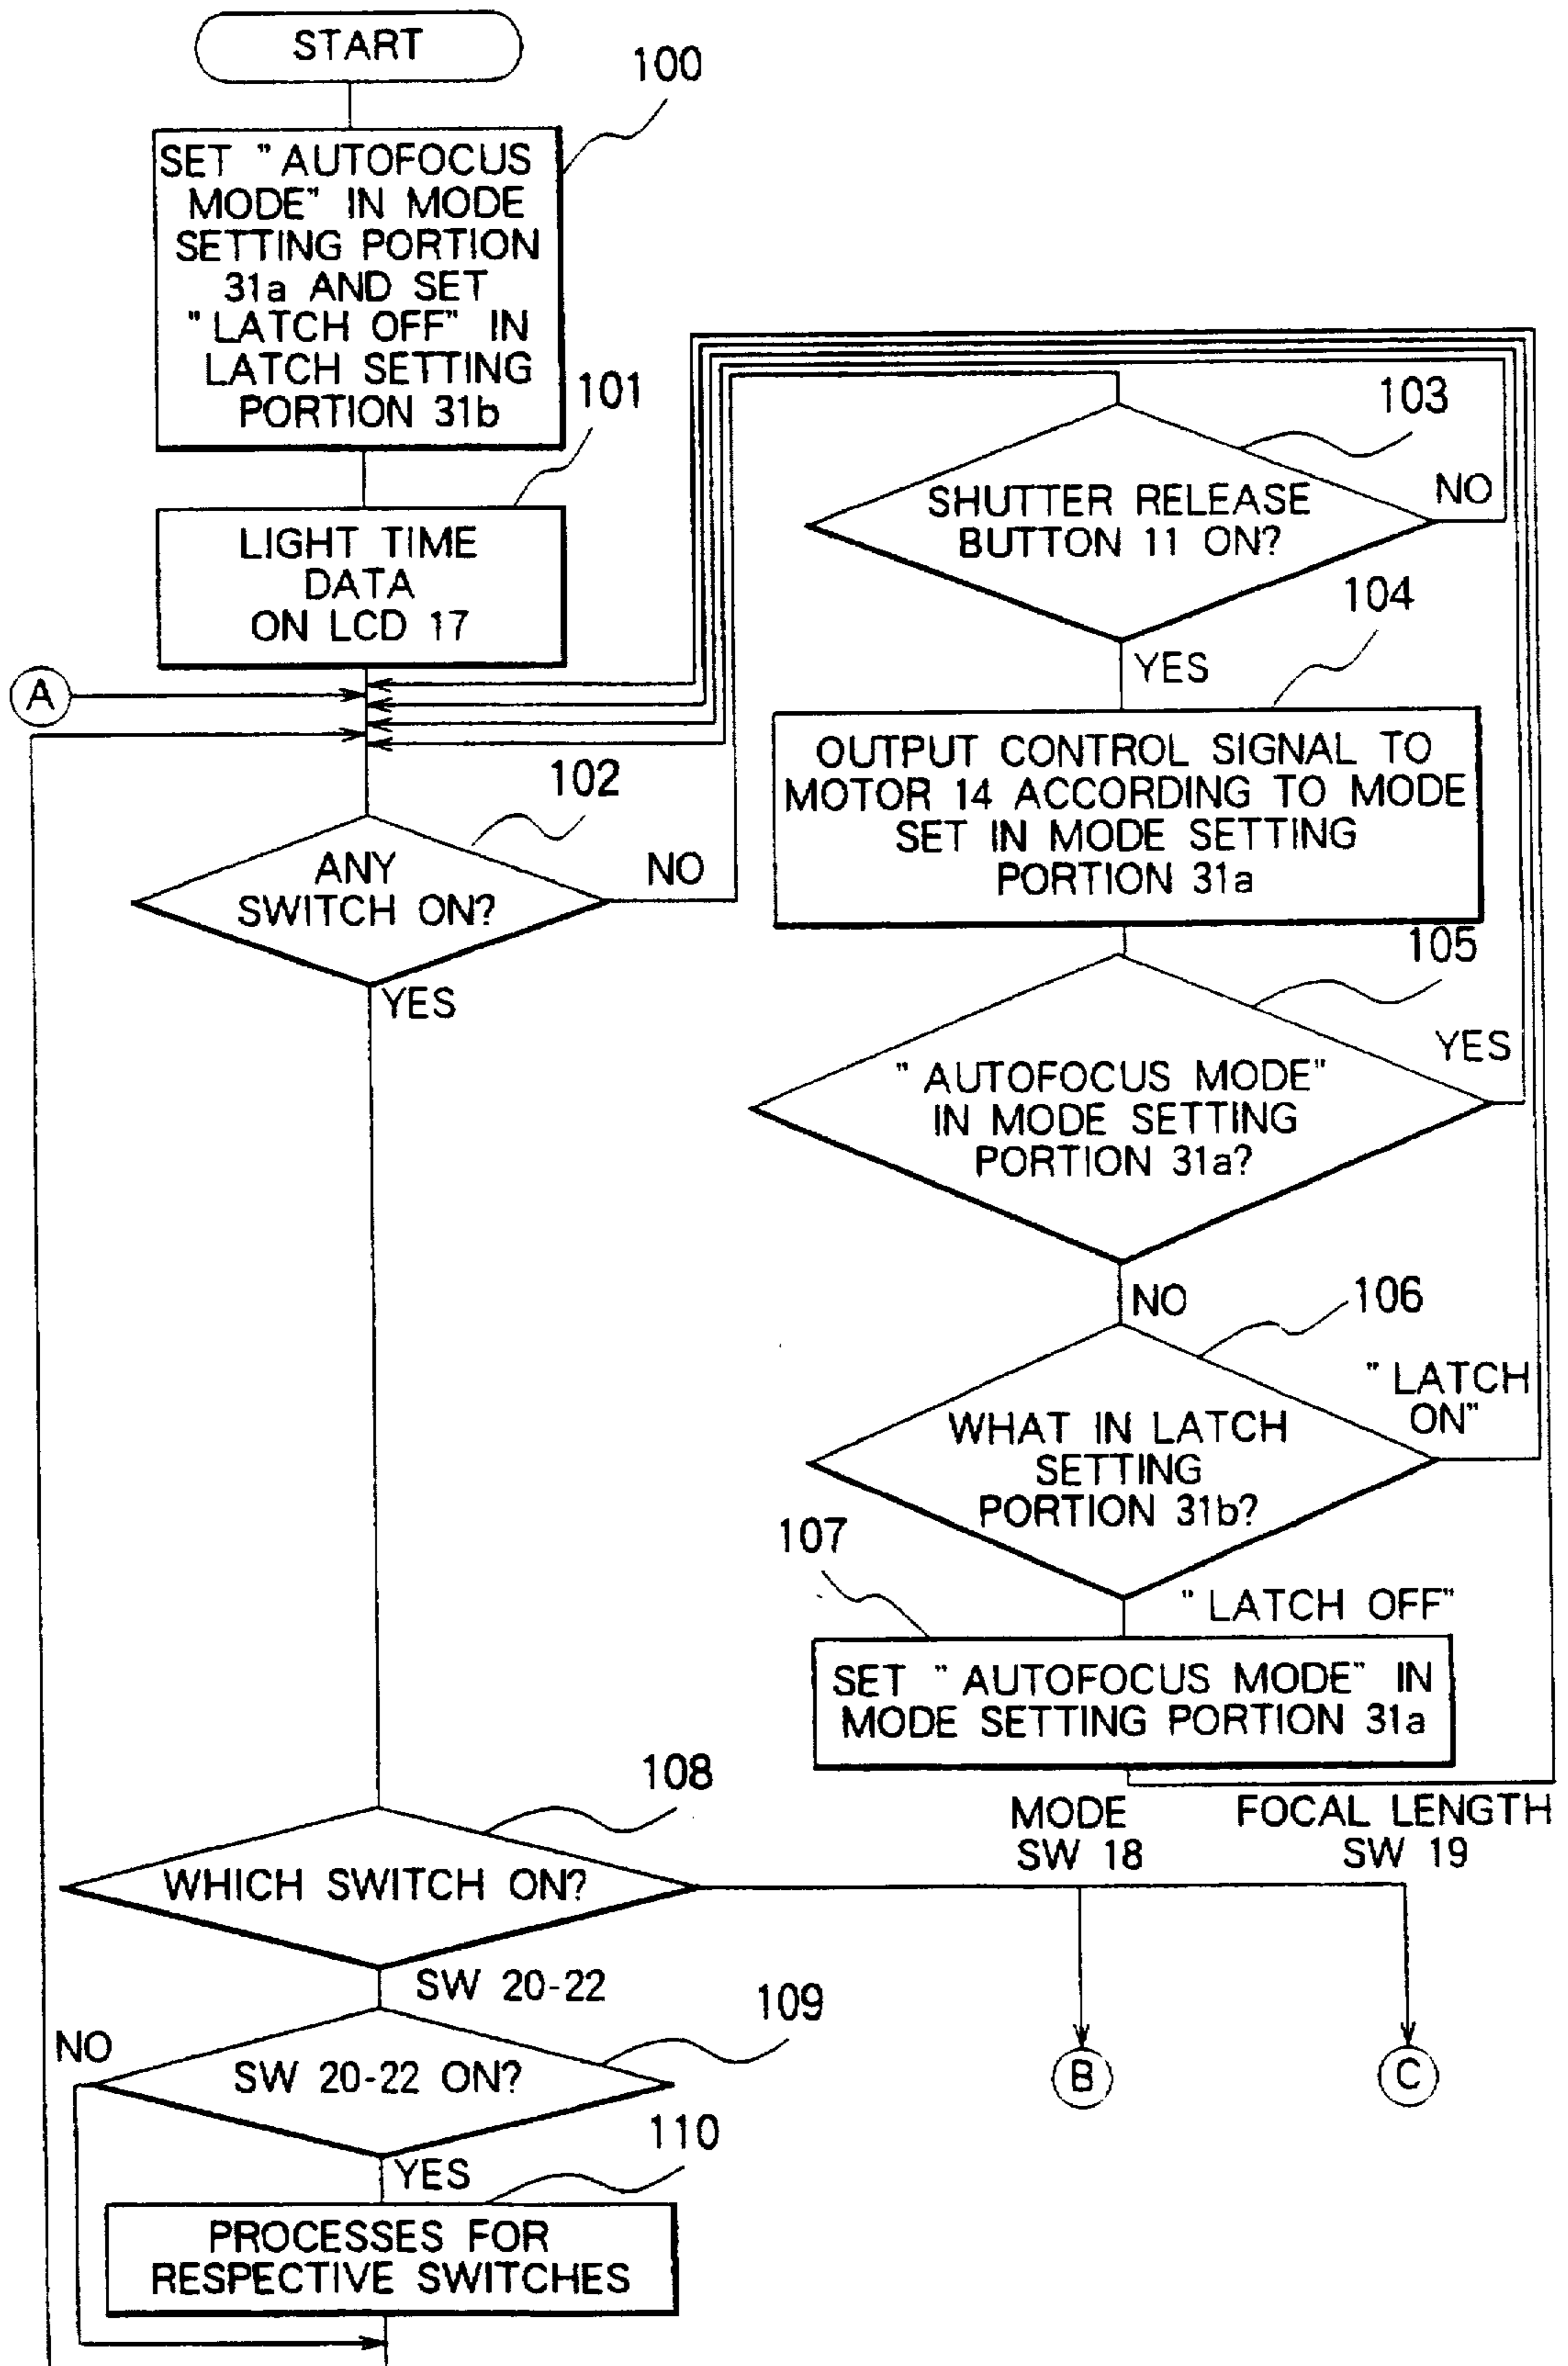 START
100
SET "AUTOFOCUS
MODE" IN MODE
SETTING PORTION
31a AND SET
"LATCH OFF" IN
LATCH SETTING
PORTION 31b
101
LIGHT TIME
DATA
ON LCD 17
A
102
ANY
SWITCH ON?
NO
YES
103
SHUTTER RELEASE
BUTTON 11 ON?
NO
YES
104
OUTPUT CONTROL SIGNAL TO
MOTOR 14 ACCORDING TO MODE
SET IN MODE SETTING
PORTION 31a
105
"AUTOFOCUS MODE"
IN MODE SETTING
PORTION 31a?
YES
NO
106
WHAT IN LATCH
SETTING
PORTION 31b?
"LATCH
ON"
107
"LATCH OFF"
SET "AUTOFOCUS MODE" IN
MODE SETTING PORTION 31a
108
WHICH SWITCH ON?
MODE
SW 18
FOCAL LENGTH
SW 19
SW 20-22
B
C
109
SW 20-22 ON?
NO
YES
110
PROCESSES FOR
RESPECTIVE SWITCHES